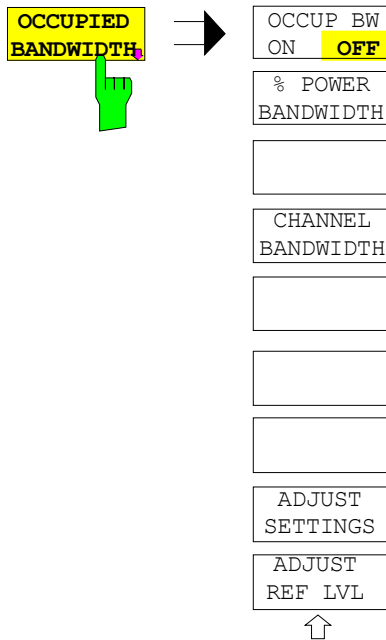 OCCUPIED
BANDWIDTH
OCCUP BW
ON OFF
% POWER
BANDWIDTH
CHANNEL
BANDWIDTH
ADJUST
SETTINGS
ADJUST
REF LVL